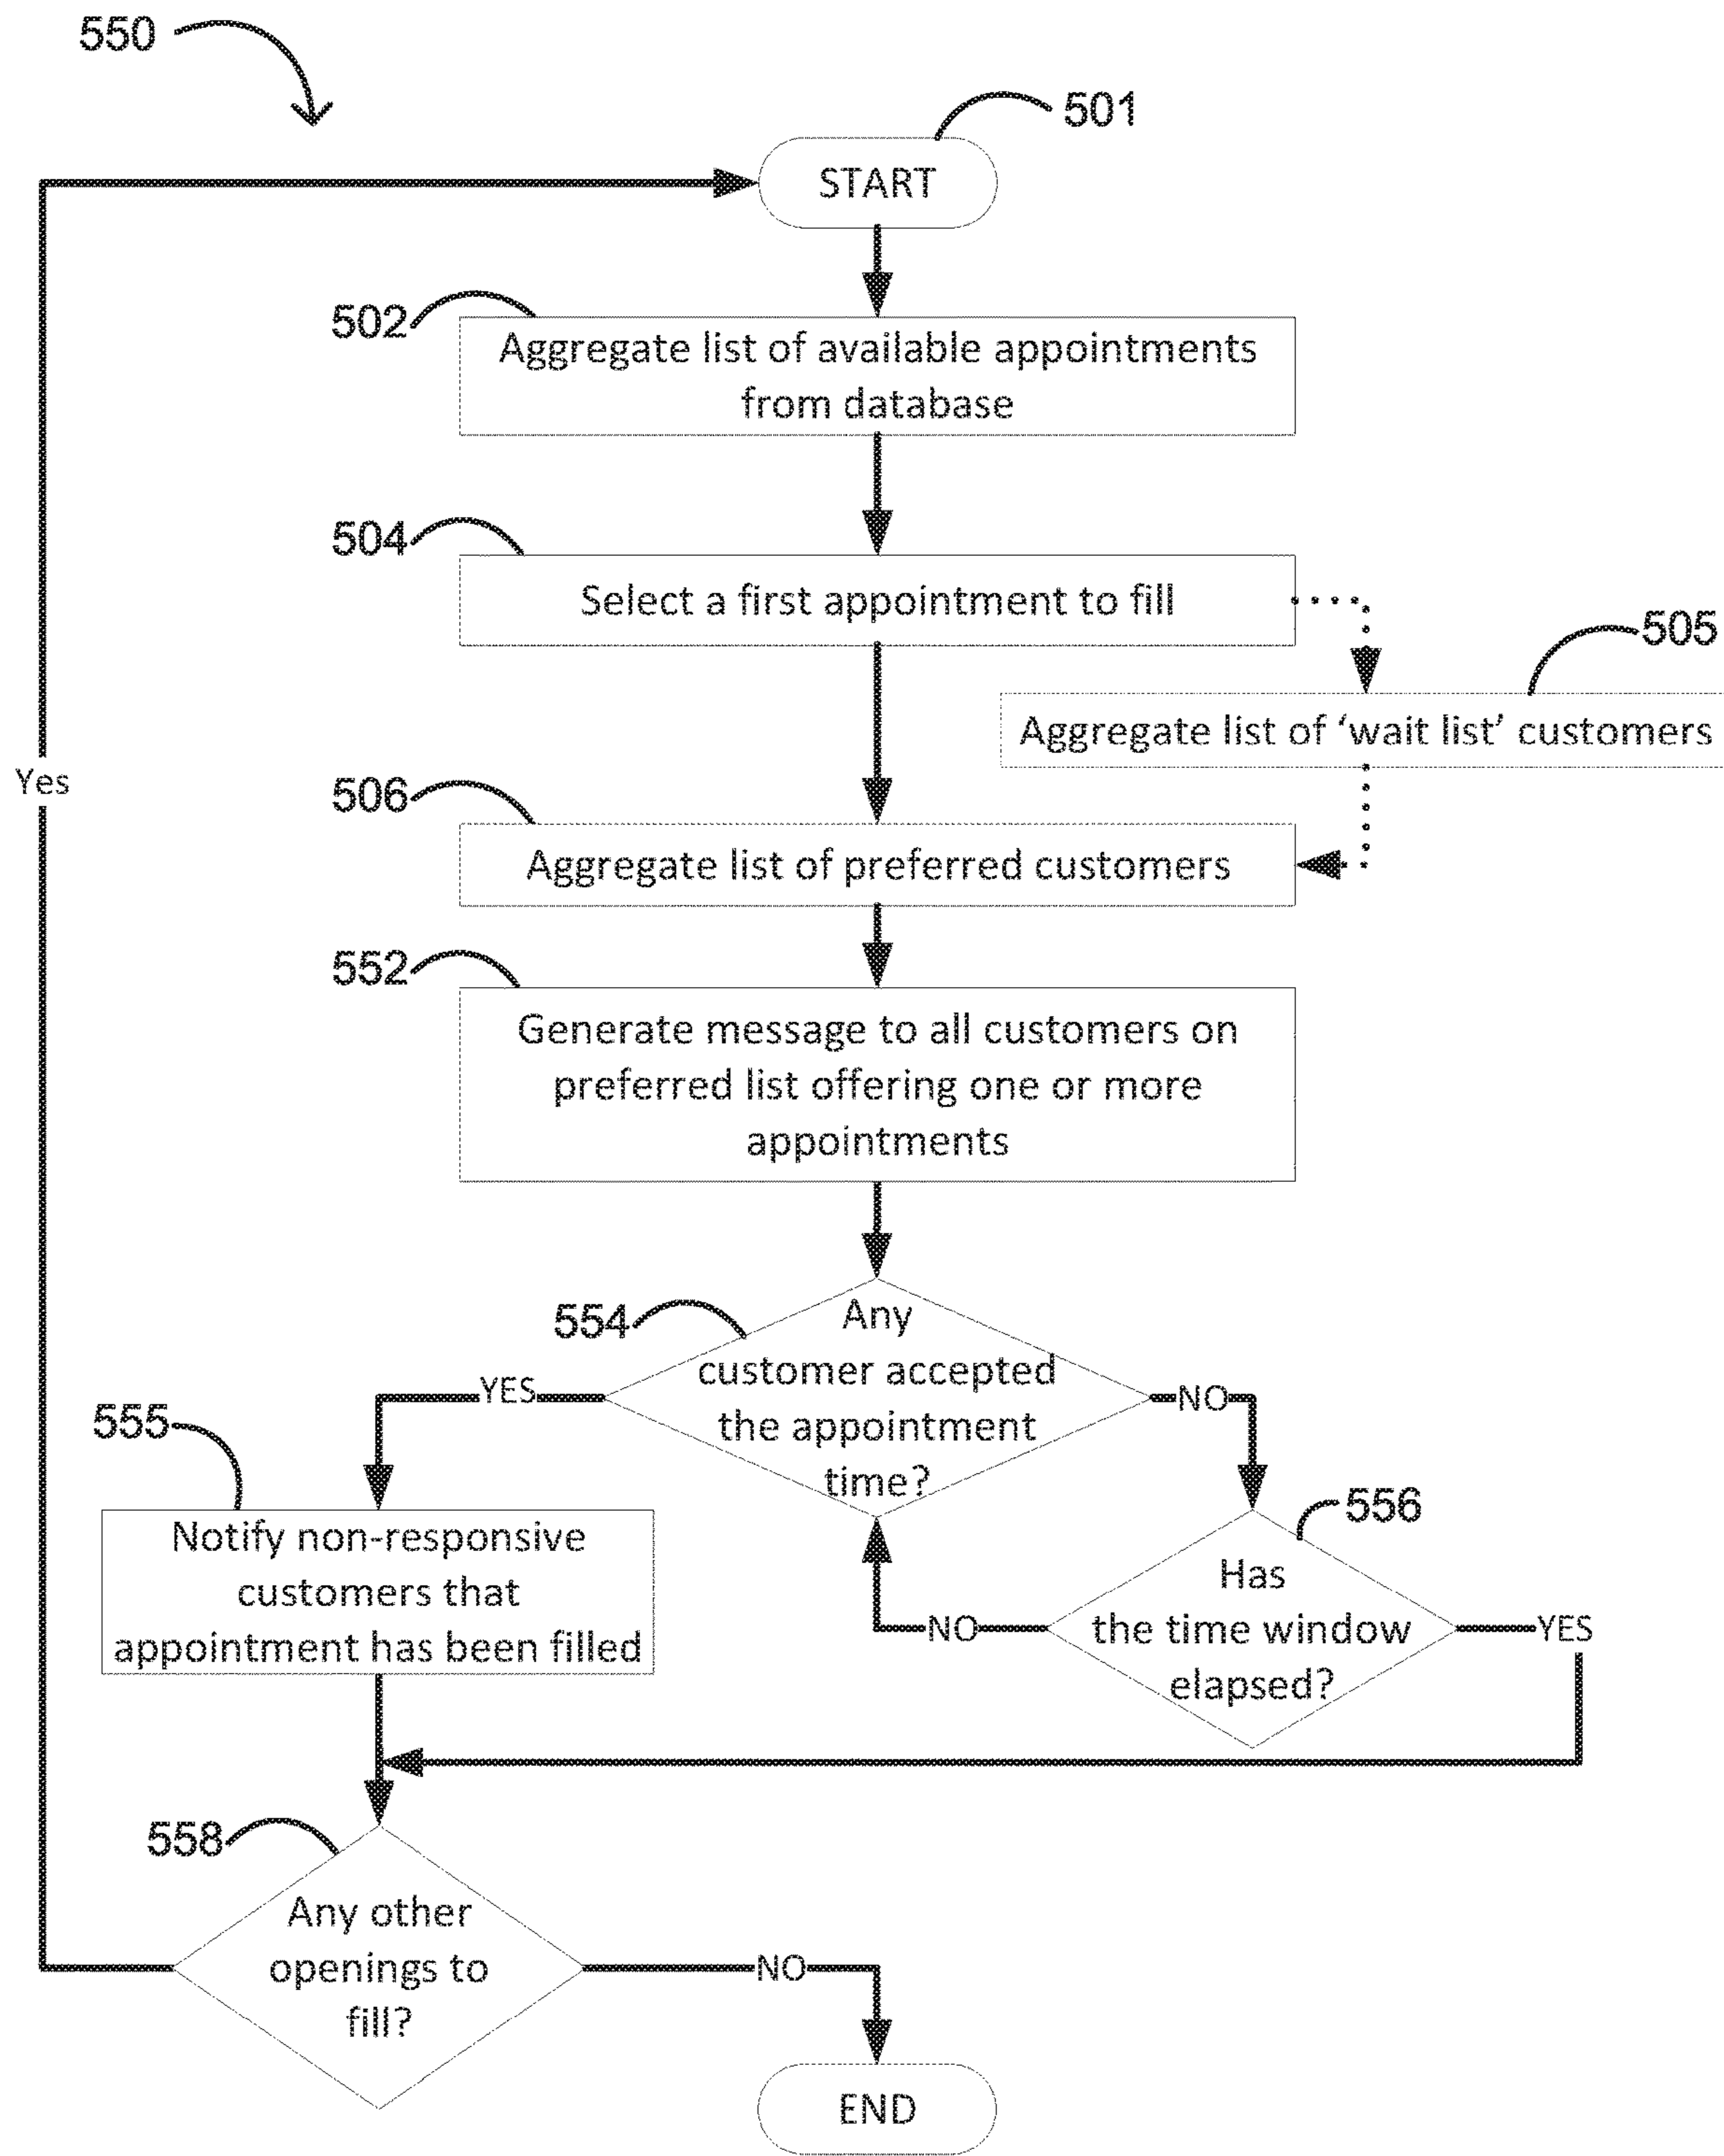 550
501
START
502
Aggregate list of available appointments
from database
504
Select a first appointment to fill
505
Aggregate list of ‘wait list’ customers
Yes
506
Aggregate list of preferred customers
552
Generate message to all customers on
preferred list offering one or more
appointments
554
Any
customer accepted
the appointment
time?
YES
NO
555
Notify non-responsive
customers that
appointment has been filled
556
Has
the time window
elapsed?
NO
YES
558
Any other
openings to
fill?
NO
END